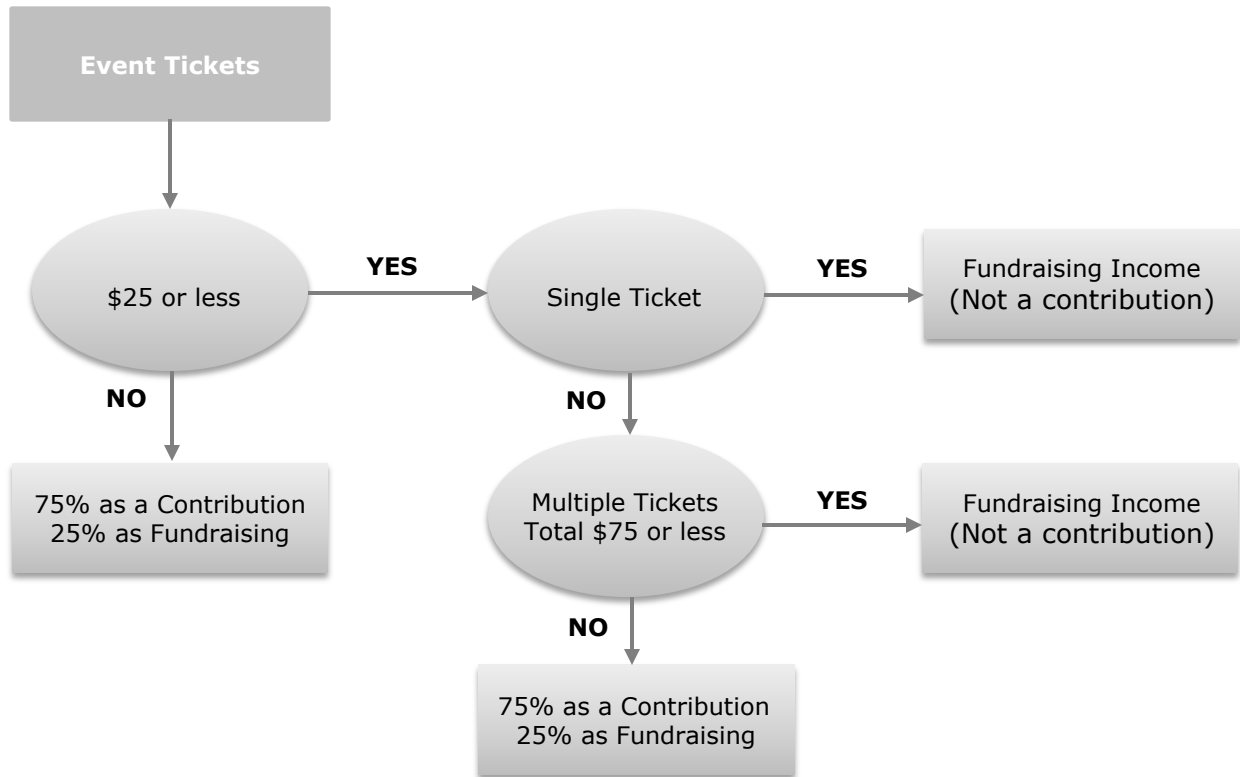 Event Tickets
$25 or less
YES
Single Ticket
YES
Fundraising Income
(Not a contribution)
NO
75% as a Contribution
25% as Fundraising
NO
Multiple Tickets
Total $75 or less
YES
Fundraising Income
(Not a contribution)
NO
75% as a Contribution
25% as Fundraising